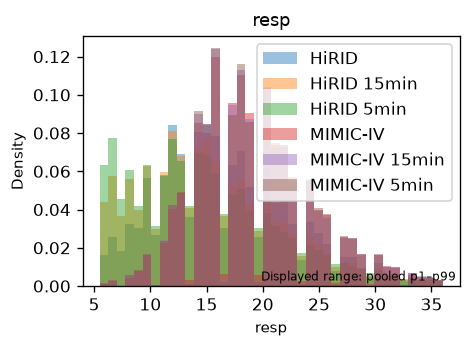 resp
Density
0.12
0.10
0.08
0.06
0.04
0.02
0.00
HiRID
HiRID 15min
HiRID 5min
MIMIC-IV
MIMIC-IV 15min
MIMIC-IV 5min
Displayed range: pooled p1–p99
5 10 15 20 25 30 35
resp